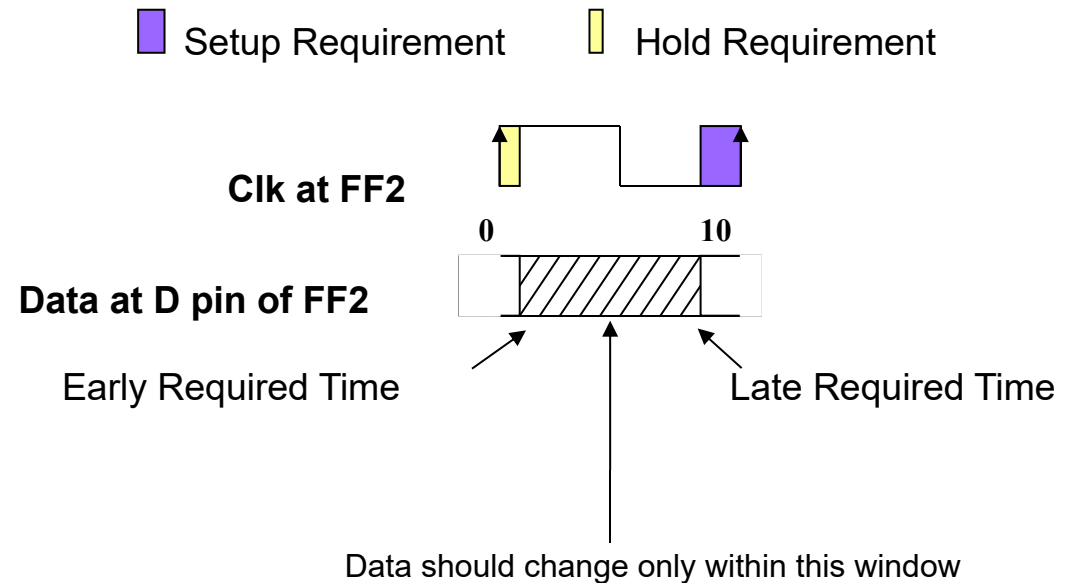 Setup Requirement Hold Requirement
Clk at FF2
0 10
Data at D pin of FF2
Early Required Time Late Required Time
Data should change only within this window